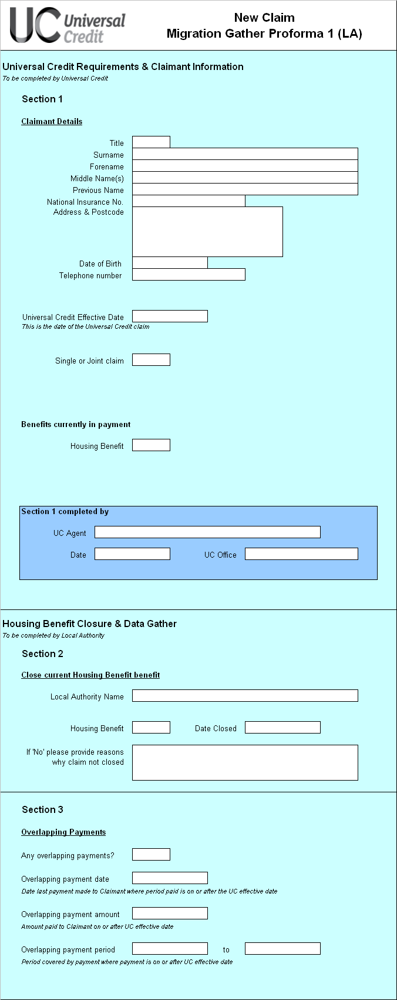 UC Universal
Credit
New Claim
Migration Gather Proforma 1 (LA)
Universal Credit Requirements & Claimant Information
To be completed by Universal Credit
Section 1
Claimant Details
Title
Surname
Forename
Middle Name(s)
Previous Name
National Insurance No.
Address & Postcode
Date of Birth
Telephone number
Universal Credit Effective Date
This is the date of the Universal Credit claim
Single or Joint claim
Benefits currently in payment
Housing Benefit
Section 1 completed by
UC Agent
Date UC Office
Housing Benefit Closure & Data Gather
To be completed by Local Authority
Section 2
Close current Housing Benefit benefit
Local Authority Name
Housing Benefit Date Closed
If 'No' please provide reasons
why claim not closed
Section 3
Overlapping Payments
Any overlapping payments?
Overlapping payment date
Date last payment made to Claimant where period paid is on or after the UC effective date
Overlapping payment amount
Amount paid to Claimant on or after UC effective date
Overlapping payment period to
Period covered by payment where payment is on or after UC effective date